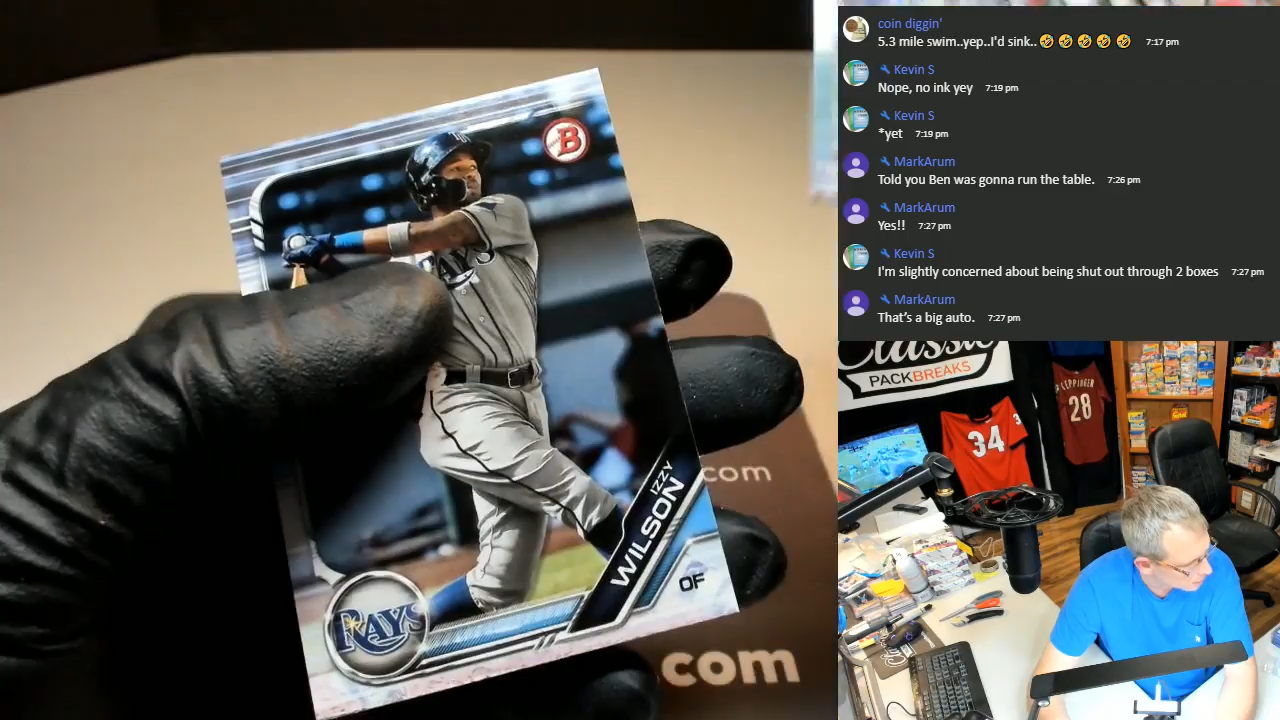 B
RAYS
IZZY
WILSON
OF
RAYS
com
com
coin diggin'
5.3 mile swim..yep..I'd sink.. 🤣 🤣 🤣 🤣 🤣 7:17 pm
Kevin S
Nope, no ink yey 7:19 pm
Kevin S
*yet 7:19 pm
MarkArum
Told you Ben was gonna run the table. 7:26 pm
MarkArum
Yes!! 7:27 pm
Kevin S
I'm slightly concerned about being shut out through 2 boxes 7:27 pm
MarkArum
That's a big auto. 7:27 pm
Classic
PACKBREAKS
34
LEPPINGER
28